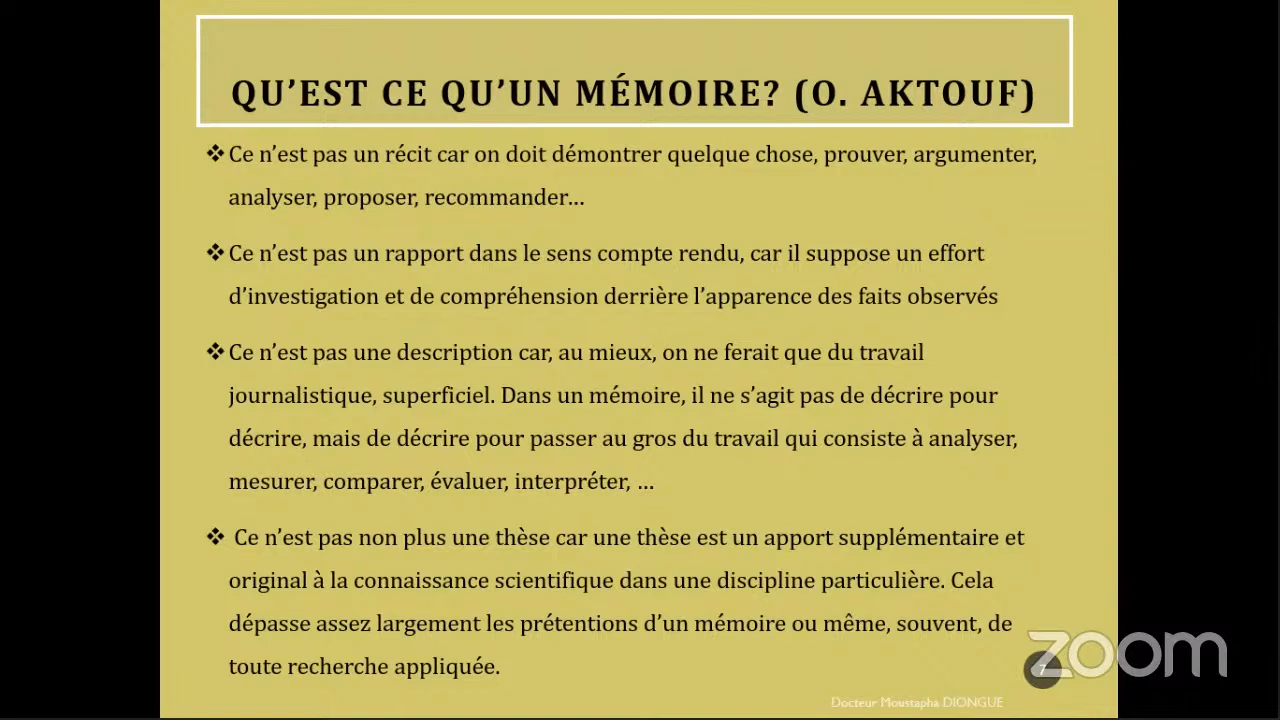 QU’EST CE QU’UN MÉMOIRE? (O. AKTOUF)
❖Ce n’est pas un récit car on doit démontrer quelque chose, prouver, argumenter,
analyser, proposer, recommander…
❖Ce n’est pas un rapport dans le sens compte rendu, car il suppose un effort
d’investigation et de compréhension derrière l’apparence des faits observés
❖Ce n’est pas une description car, au mieux, on ne ferait que du travail
journalistique, superficiel. Dans un mémoire, il ne s’agit pas de décrire pour
décrire, mais de décrire pour passer au gros du travail qui consiste à analyser,
mesurer, comparer, évaluer, interpréter, …
❖ Ce n’est pas non plus une thèse car une thèse est un apport supplémentaire et
original à la connaissance scientifique dans une discipline particulière. Cela
dépasse assez largement les prétentions d’un mémoire ou même, souvent, de
toute recherche appliquée.
7
zoom
Docteur Moustapha DIONGUE